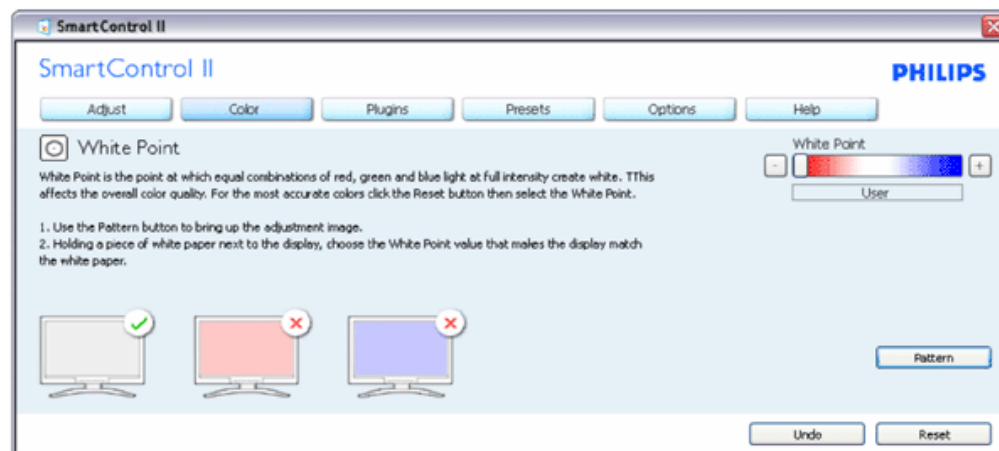 SmartControl II
SmartControl II
PHILIPS
Adjust Color Plugins Presets Options Help
White Point
White Point is the point at which equal combinations of red, green and blue light at full intensity create white. TThis
affects the overall color quality. For the most accurate colors click the Reset button then select the White Point.
1. Use the Pattern button to bring up the adjustment image.
2. Holding a piece of white paper next to the display, choose the White Point value that makes the display match
the white paper.
White Point
- +
User
Pattern
Undo Reset